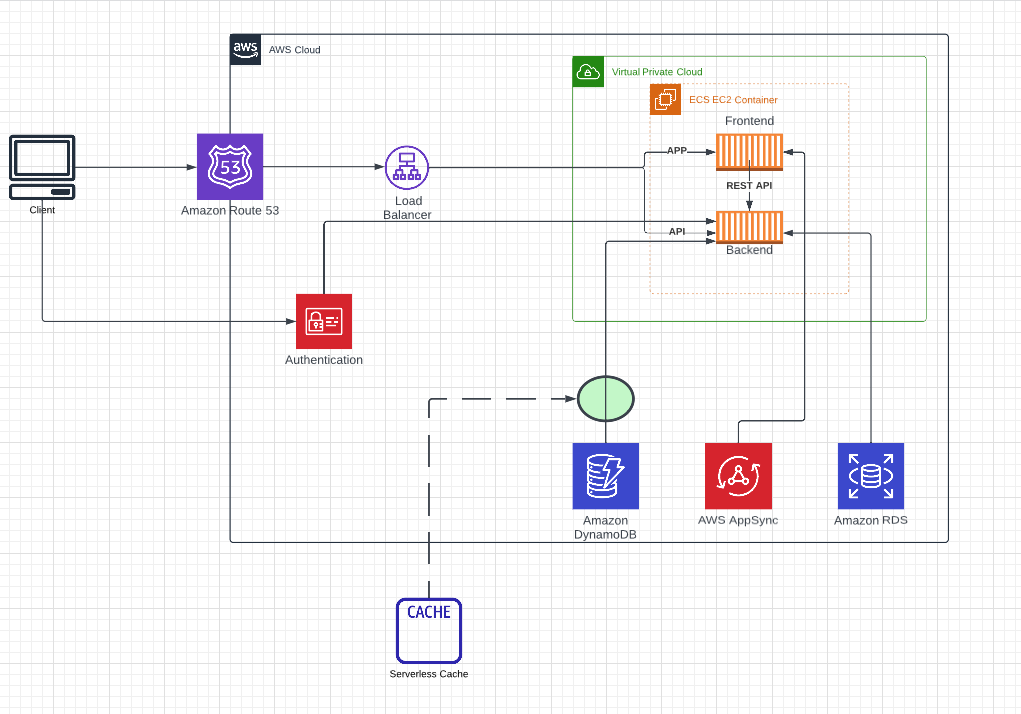 aws
AWS Cloud
Virtual Private Cloud
ECS EC2 Container
Frontend
APP
REST API
53
Client
Amazon Route 53
Load
Balancer
API
Backend
Authentication
Amazon
DynamoDB
AWS AppSync
Amazon RDS
CACHE
Serverless Cache